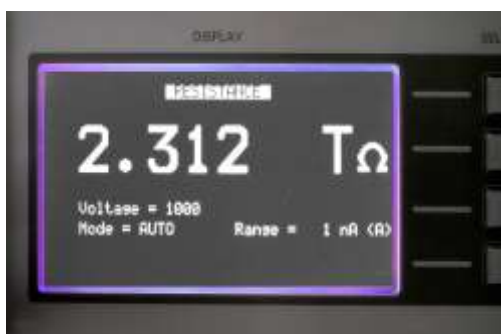 DISPLAY
RESISTANCE
2.312 TΩ
Voltage = 1000
Mode = AUTO Range = 1 nA (A)